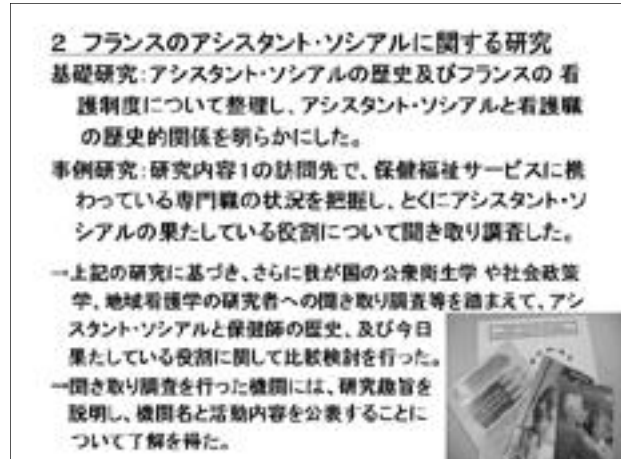 2 フランスのアシスタント・ソシアルに関する研究
基礎研究:アシスタント・ソシアルの歴史及びフランスの 看
護制度について整理し、アシスタント・ソシアルと看護職
の歴史的関係を明らかにした。
事例研究:研究内容1の訪問先で、保健福祉サービスに携
わっている専門職の状況を把握し、とくにアシスタント・ソ
シアルの果たしている役割について聞き取り調査した。
→上記の研究に基づき、さらに我が国の公衆衛生学 や社会政策
学、地域看護学の研究者への聞き取り調査等を踏まえて、アシ
スタント・ソシアルと保健師の歴史、及び今日
果たしている役割に関して比較検討を行った。
→聞き取り調査を行った機関には、研究趣旨を
説明し、機関名と活動内容を公表することに
ついて了解を得た。